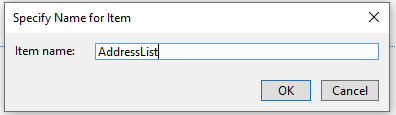 Specify Name for Item
Item name: AddressList
OK Cancel